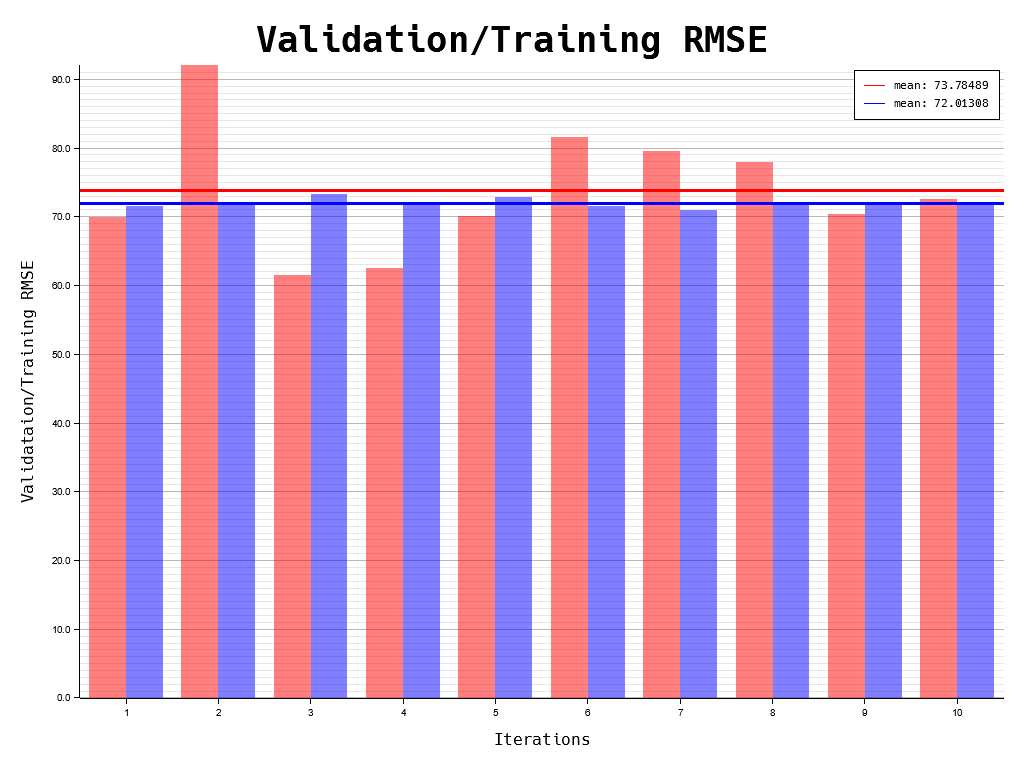 Validation/Training RMSE
mean: 73.78489
mean: 72.01308
90.0
80.0
70.0
60.0
50.0
40.0
30.0
20.0
10.0
0.0
Validataion/Training RMSE
1 2 3 4 5 6 7 8 9 10
Iterations